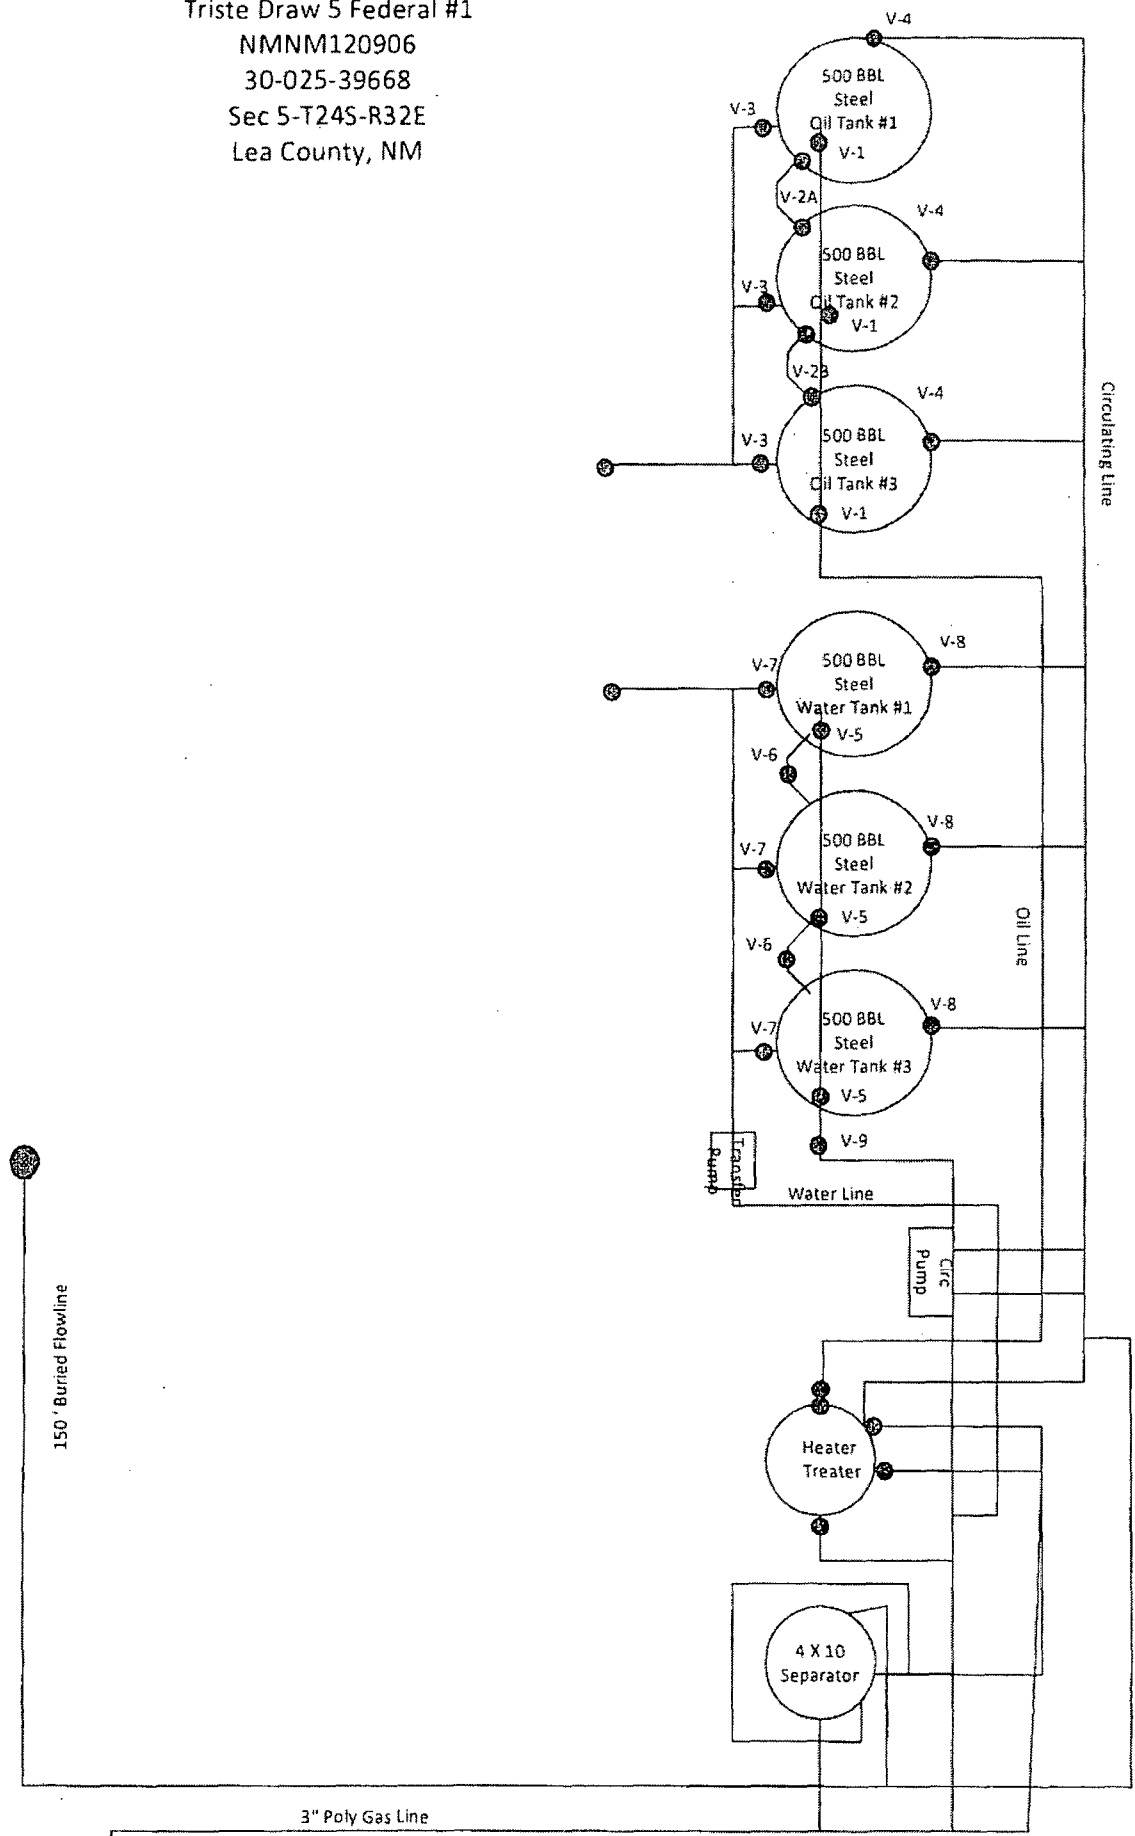 Triste Draw 5 Federal #1
NMNM120906
30-025-39668
Sec 5-T24S-R32E
Lea County, NM
V-4
500 BBL
Steel
Oil Tank #1
V-3
V-1
V-2A
V-4
500 BBL
Steel
Oil Tank #2
V-3
V-1
V-2B
V-4
500 BBL
Steel
Oil Tank #3
V-3
V-1
Circulating Line
V-8
500 BBL
Steel
Water Tank #1
V-7
V-5
V-6
V-8
500 BBL
Steel
Water Tank #2
V-7
V-5
V-6
Oil Line
V-8
500 BBL
Steel
Water Tank #3
V-7
V-5
V-9
Transfer
Pump
Water Line
Circ
Pump
150 ' Buried Flowline
Heater
Treater
4 X 10
Separator
3" Poly Gas Line